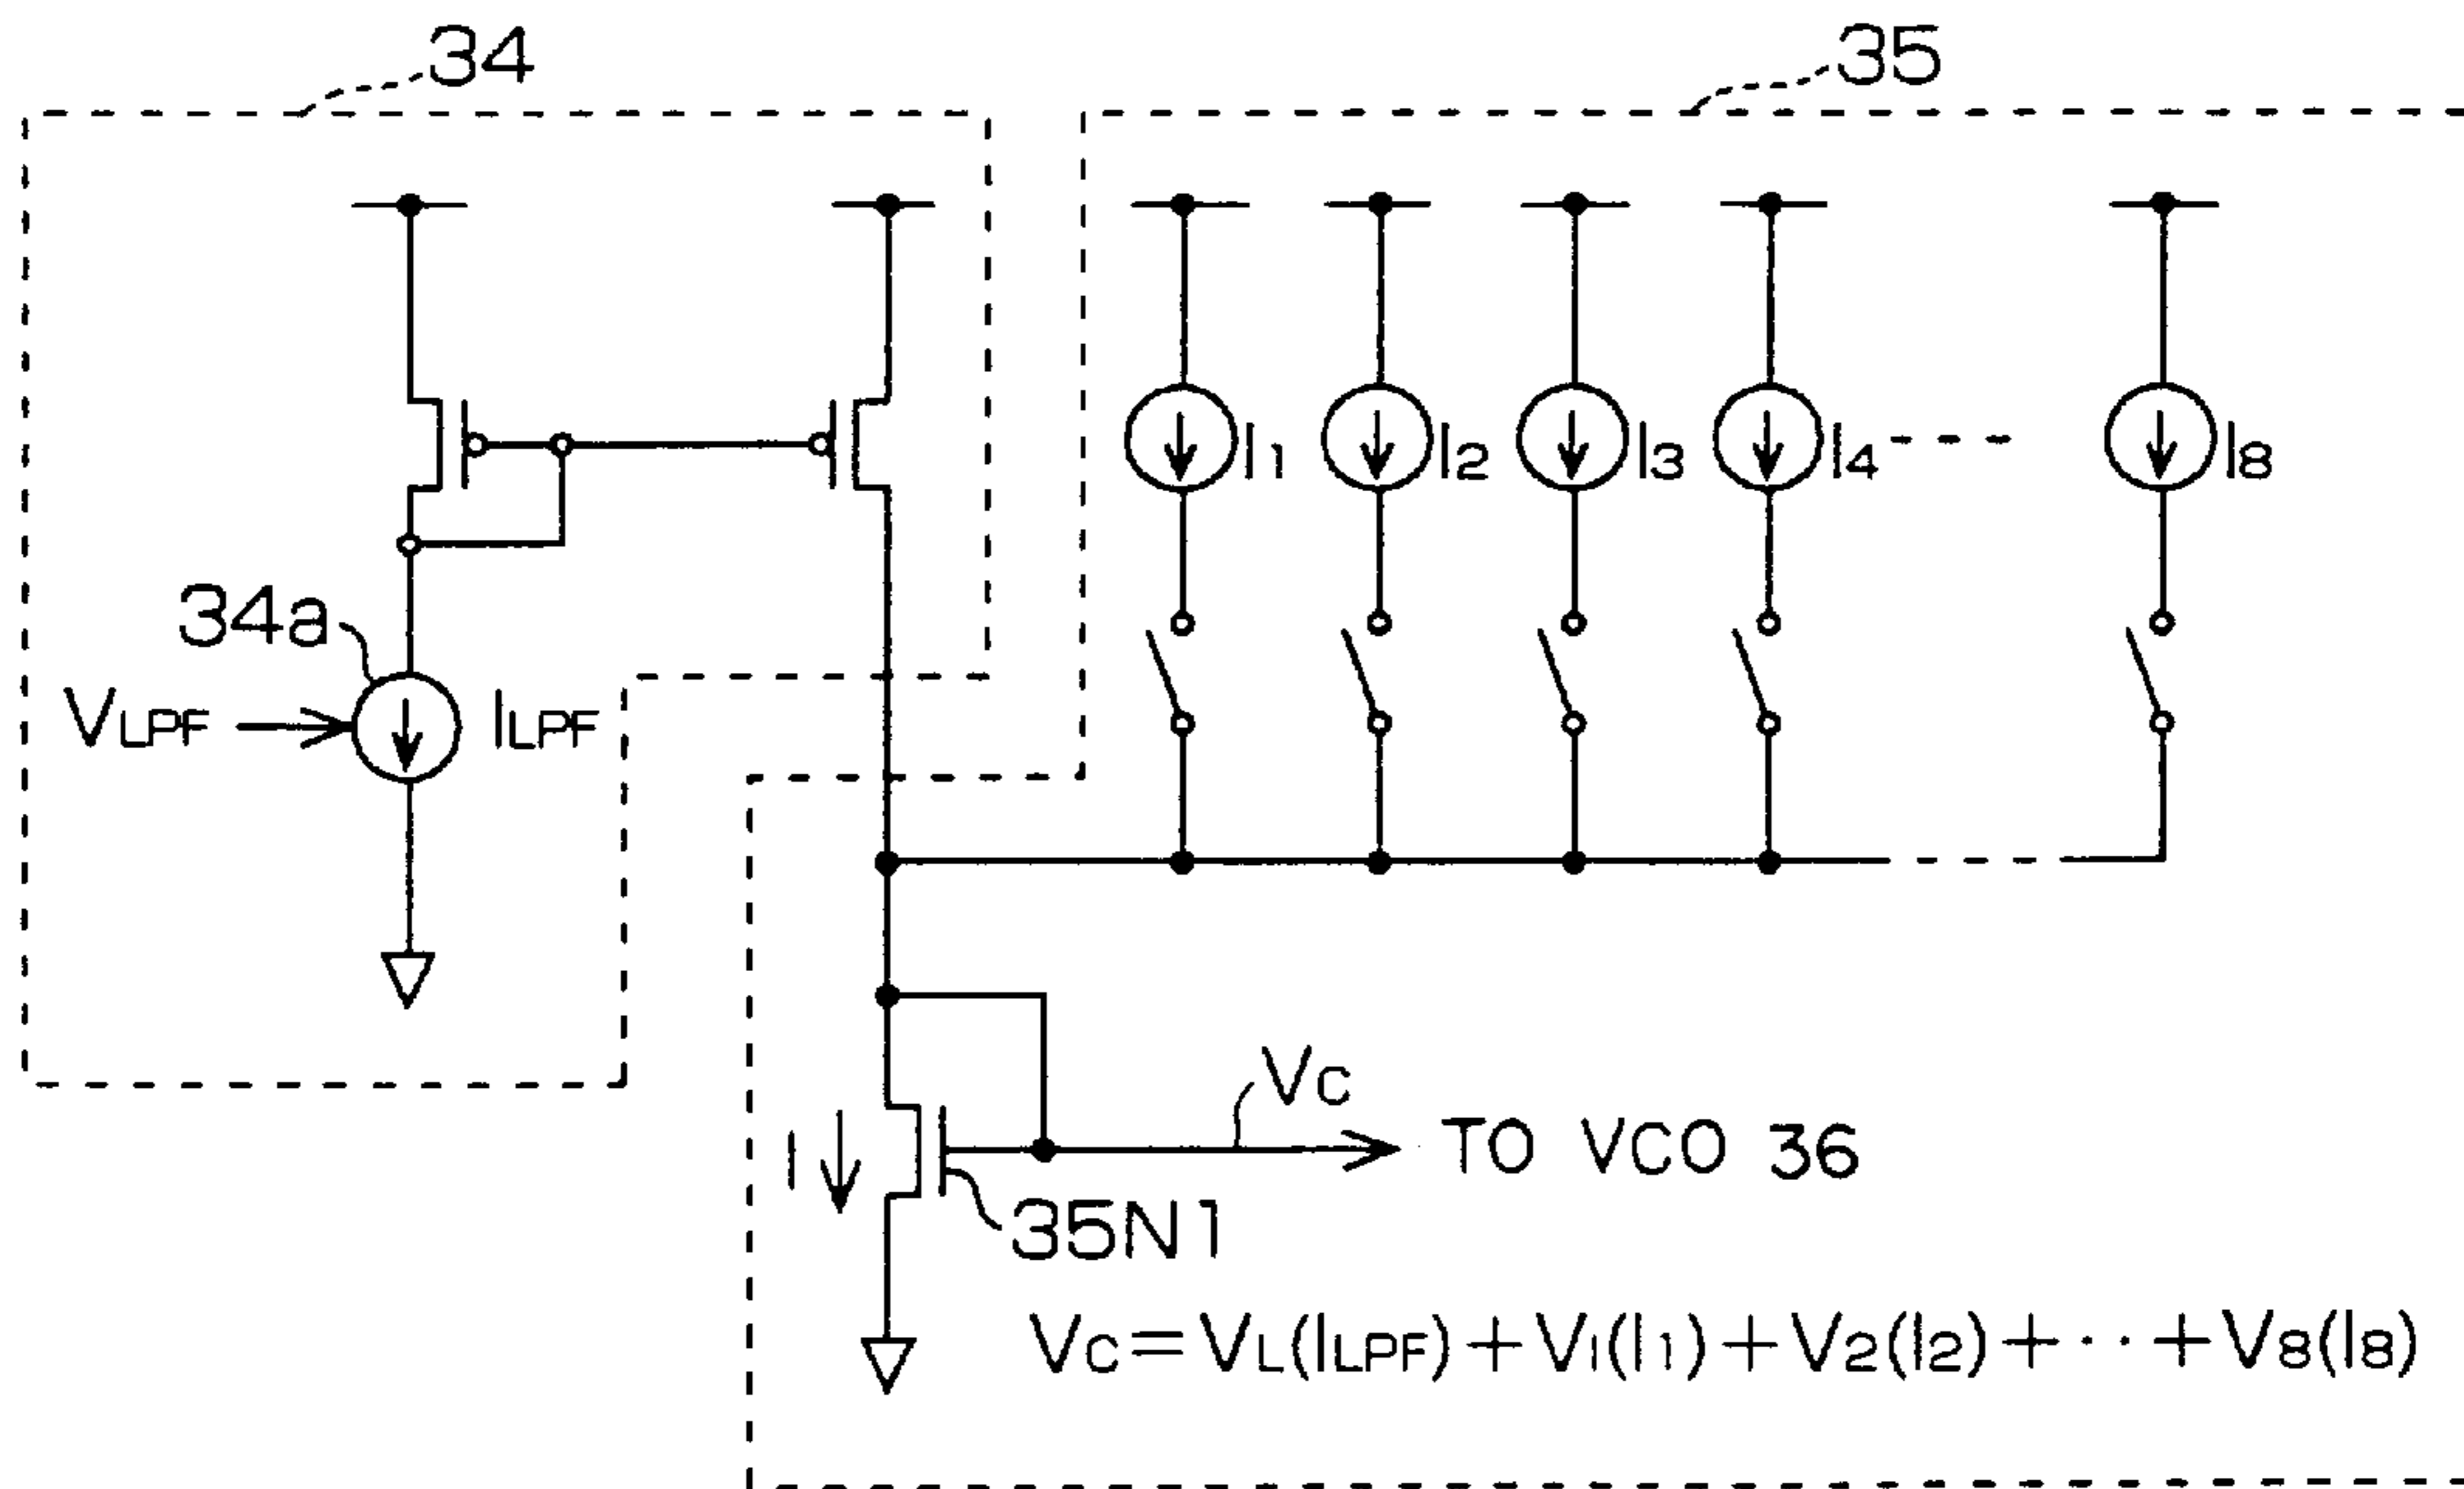 34
35
I1 I2 I3 I4 I8
34a
VLPF ILPF
VC
I
TO VCO 36
35N1
VC=VL(ILPF)+V1(I1)+V2(I2)+··+V8(I8)